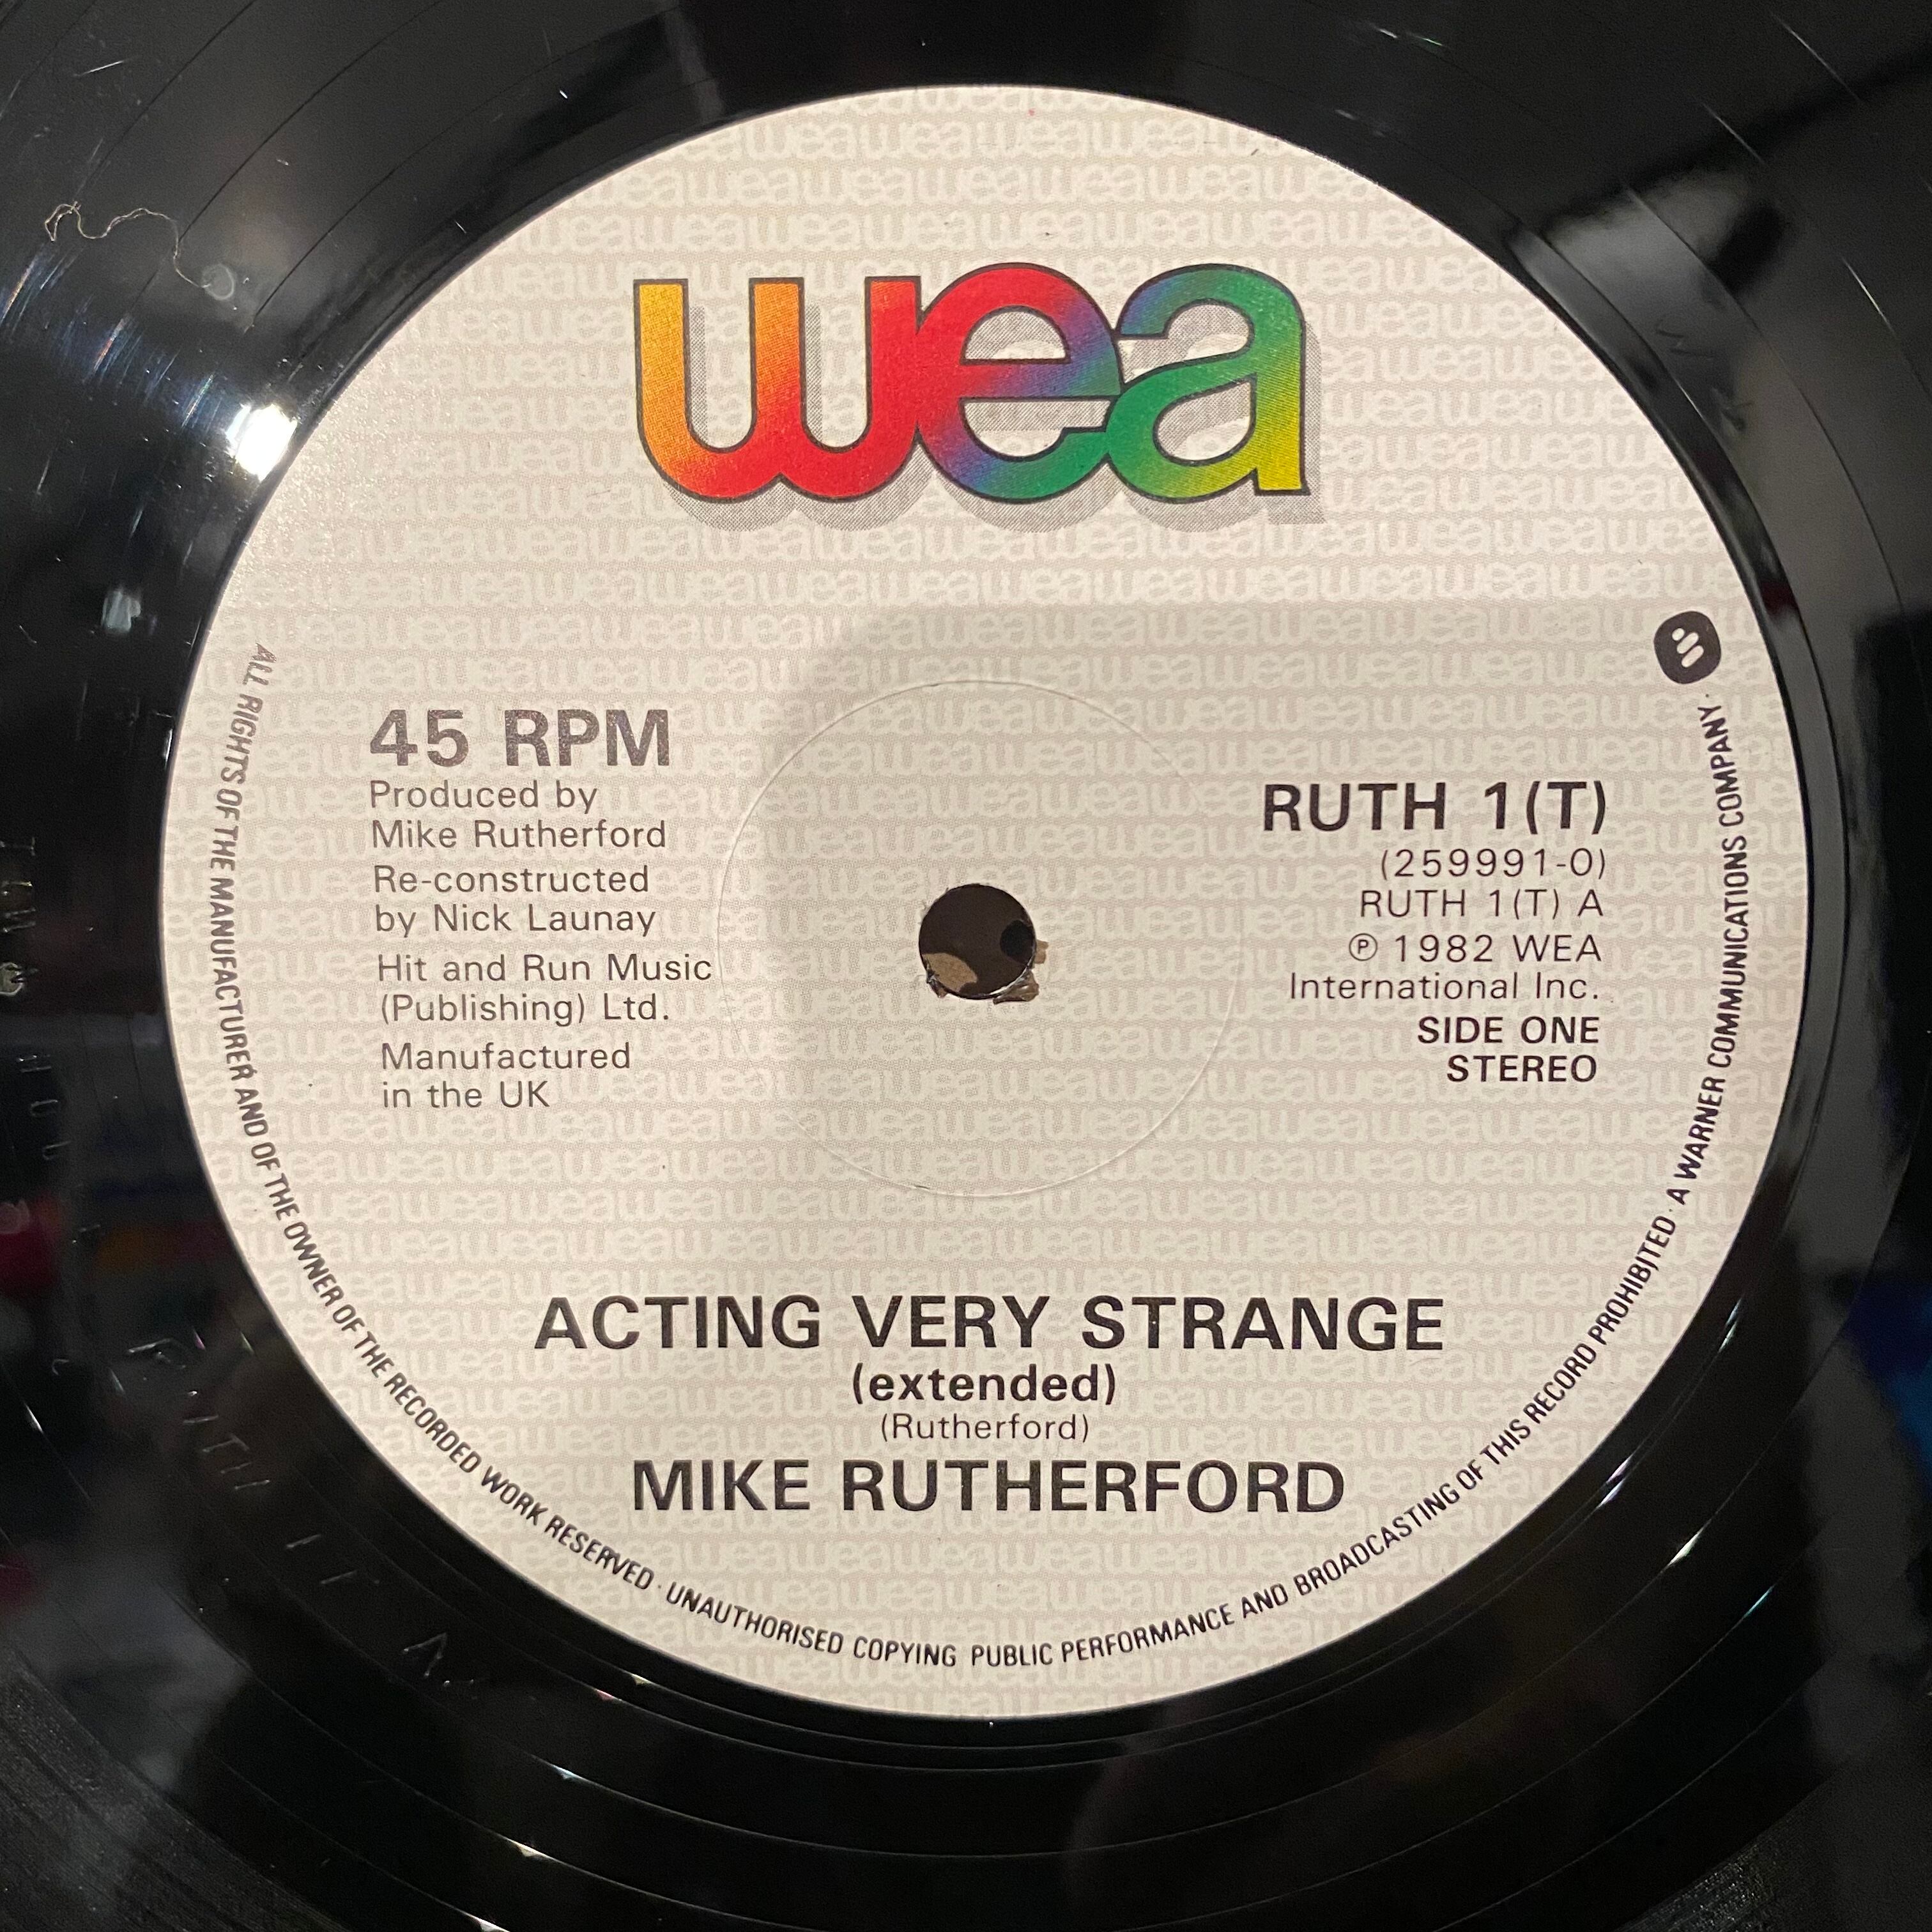 wea
45 RPM
Produced by
Mike Rutherford
Re-constructed
by Nick Launay
Hit and Run Music
(Publishing) Ltd.
Manufactured
in the UK
RUTH 1(T)
(259991-0)
RUTH 1(T) A
℗ 1982 WEA
International Inc.
SIDE ONE
STEREO
ACTING VERY STRANGE
(extended)
(Rutherford)
MIKE RUTHERFORD
ALL RIGHTS OF THE MANUFACTURER AND OF THE OWNER OF THE RECORDED WORK RESERVED · UNAUTHORISED COPYING PUBLIC PERFORMANCE AND BROADCASTING OF THIS RECORD PROHIBITED · A WARNER COMMUNICATIONS COMPANY ·